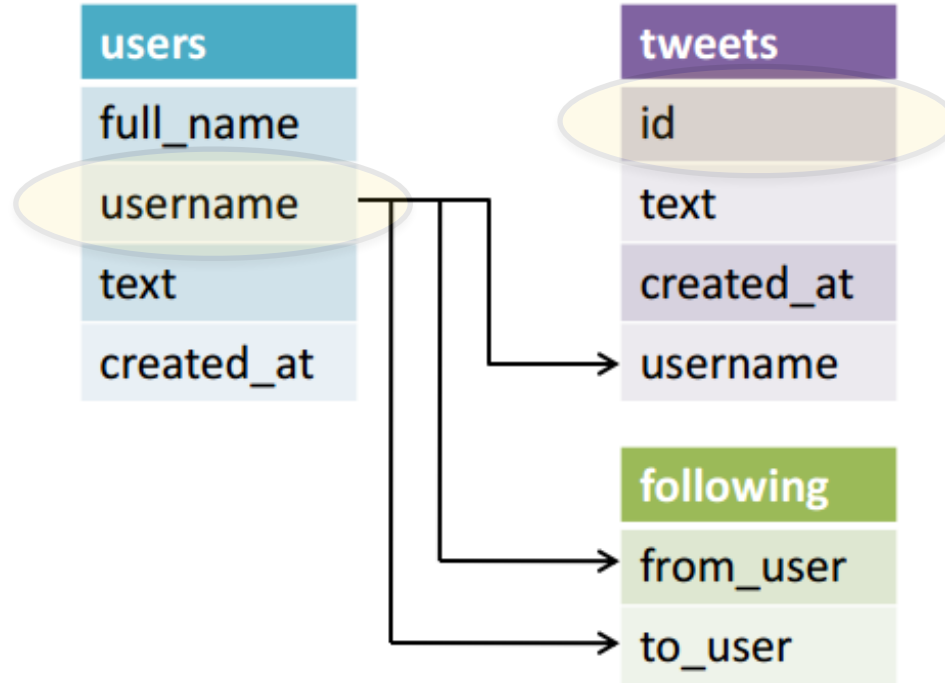 users
full_name
username
text
created_at
tweets
id
text
created_at
username
following
from_user
to_user